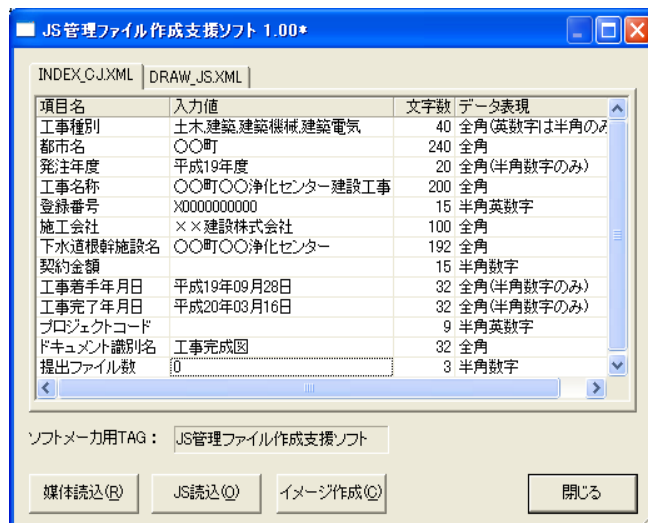 JS管理ファイル作成支援ソフト 1.00*
INDEX_CJ.XML DRAW_JS.XML
項目名 入力値 文字数 データ表現
工事種別 土木,建築,建築機械,建築電気 40 全角(英数字は半角のみ
都市名 〇〇町 240 全角
発注年度 平成19年度 20 全角(半角数字のみ)
工事名称 〇〇町〇〇浄化センター建設工事 200 全角
登録番号 X0000000000 15 半角英数字
施工会社 ××建設株式会社 100 全角
下水道根幹施設名 〇〇町〇〇浄化センター 192 全角
契約金額 15 半角数字
工事着手年月日 平成19年09月28日 32 全角(半角数字のみ)
工事完了年月日 平成20年03月16日 32 全角(半角数字のみ)
プロジェクトコード 9 半角英数字
ドキュメント識別名 工事完成図 32 全角
提出ファイル数 0 3 半角数字
ソフトメーカ用TAG： JS管理ファイル作成支援ソフト
媒体読込(R) JS読込(O) イメージ作成(C) 閉じる